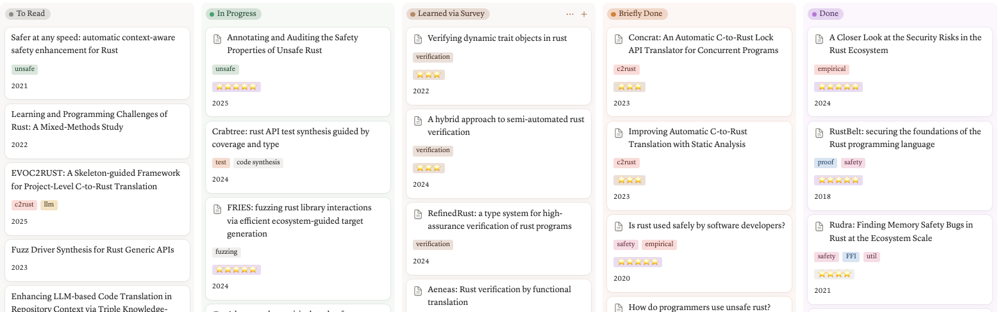 To Read
Safer at any speed: automatic context-aware
safety enhancement for Rust
unsafe
2021
Learning and Programming Challenges of
Rust: A Mixed-Methods Study
2022
EVOC2RUST: A Skeleton-guided Framework
for Project-Level C-to-Rust Translation
c2rust llm
2025
Fuzz Driver Synthesis for Rust Generic APIs
2023
Enhancing LLM-based Code Translation in
Repository Context via Triple Knowledge-
In Progress
Annotating and Auditing the Safety
Properties of Unsafe Rust
unsafe
⭐⭐⭐⭐⭐
2025
Crabtree: rust API test synthesis guided by
coverage and type
test code synthesis
2024
FRIES: fuzzing rust library interactions
via efficient ecosystem-guided target
generation
fuzzing
⭐⭐⭐⭐⭐
2024
Learned via Survey
Verifying dynamic trait objects in rust
verification
⭐⭐⭐
2022
A hybrid approach to semi-automated rust
verification
verification
⭐⭐⭐
2024
RefinedRust: a type system for high-
assurance verification of rust programs
verification
2024
Aeneas: Rust verification by functional
translation
Briefly Done
Concrat: An Automatic C-to-Rust Lock
API Translator for Concurrent Programs
c2rust
⭐⭐⭐
2023
Improving Automatic C-to-Rust
Translation with Static Analysis
c2rust
⭐⭐⭐
2023
Is rust used safely by software developers?
safety empirical
⭐⭐⭐⭐⭐
2020
How do programmers use unsafe rust?
Done
A Closer Look at the Security Risks in the
Rust Ecosystem
empirical
⭐⭐⭐⭐⭐
2024
RustBelt: securing the foundations of the
Rust programming language
proof safety
⭐⭐⭐⭐⭐
2018
Rudra: Finding Memory Safety Bugs in
Rust at the Ecosystem Scale
safety FFI util
⭐⭐⭐⭐
2021